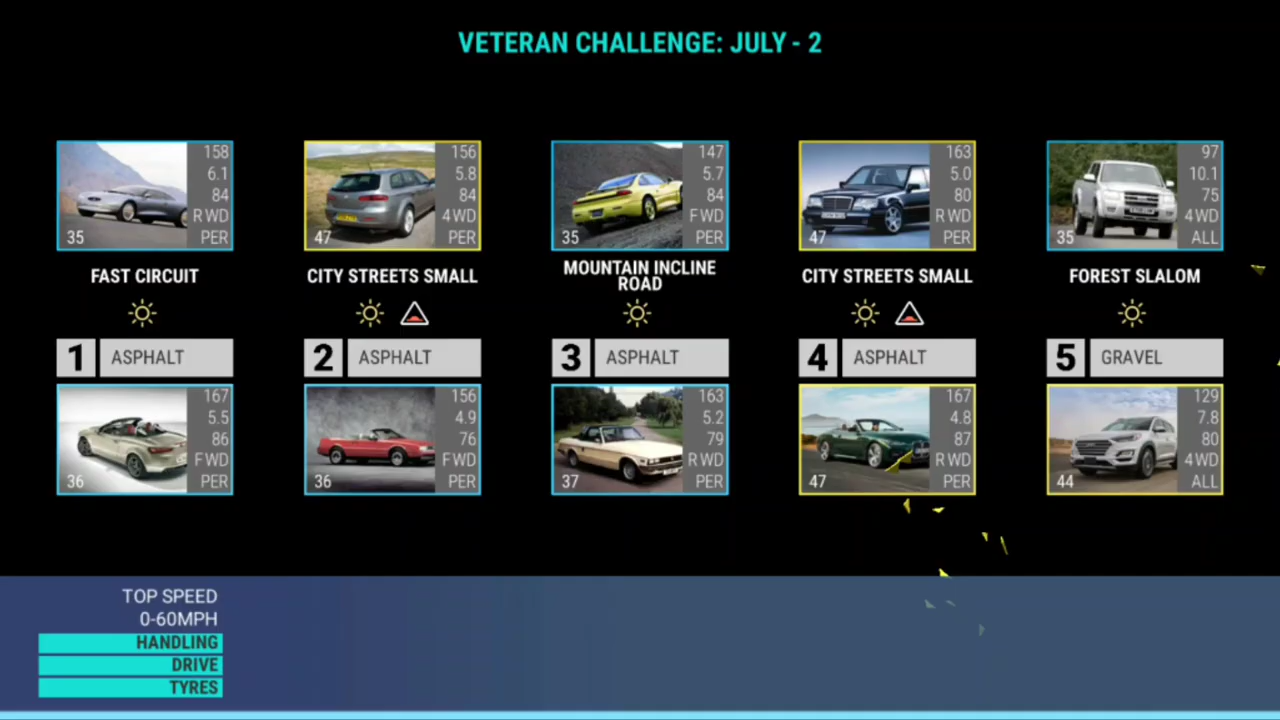 VETERAN CHALLENGE: JULY - 2
158
6.1
84
RWD
PER
35
156
5.8
84
4WD
PER
47
147
5.7
84
FWD
PER
35
163
5.0
80
RWD
PER
47
97
10.1
75
4WD
ALL
35
FAST CIRCUIT
CITY STREETS SMALL
MOUNTAIN INCLINE
ROAD
CITY STREETS SMALL
FOREST SLALOM
1 ASPHALT
2 ASPHALT
3 ASPHALT
4 ASPHALT
5 GRAVEL
167
5.5
86
FWD
PER
36
156
4.9
76
FWD
PER
36
163
5.2
79
RWD
PER
37
167
4.8
87
RWD
PER
47
129
7.8
80
4WD
ALL
44
TOP SPEED
0-60MPH
HANDLING
DRIVE
TYRES